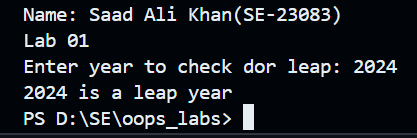 Name: Saad Ali Khan(SE-23083)
Lab 01
Enter year to check dor leap: 2024
2024 is a leap year
PS D:\SE\oops_labs>